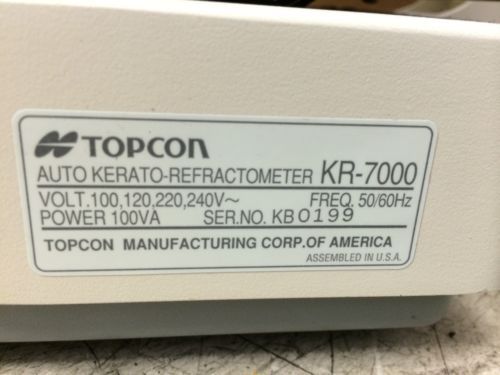 TOPCON
AUTO KERATO-REFRACTOMETER KR-7000
VOLT.100,120,220,240V~ FREQ. 50/60Hz
POWER 100VA SER.NO. KB0199
TOPCON MANUFACTURING CORP.OF AMERICA
ASSEMBLED IN U.S.A.